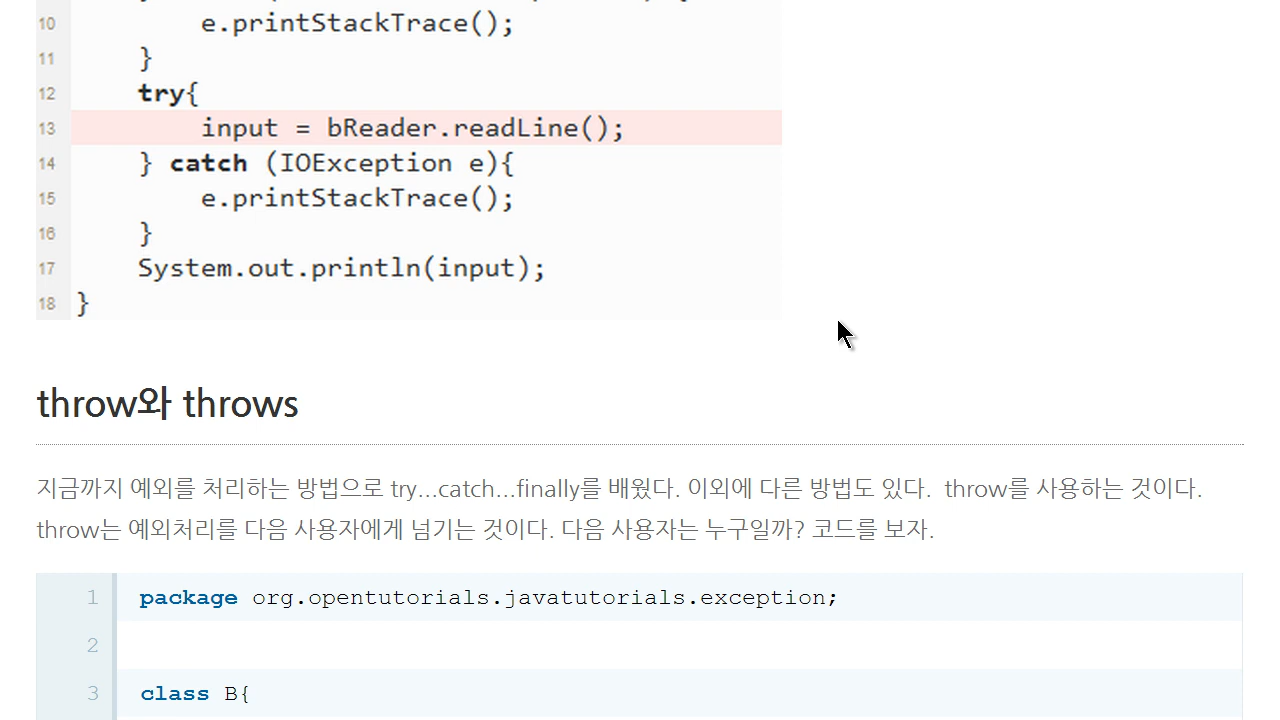 10 e.printStackTrace();
11 }
12 try{
13 input = bReader.readLine();
14 } catch (IOException e){
15 e.printStackTrace();
16 }
17 System.out.println(input);
18 }
throw와 throws
지금까지 예외를 처리하는 방법으로 try...catch...finally를 배웠다. 이외에 다른 방법도 있다. throw를 사용하는 것이다.
throw는 예외처리를 다음 사용자에게 넘기는 것이다. 다음 사용자는 누구일까? 코드를 보자.
1 package org.opentutorials.javatutorials.exception;
2
3 class B{